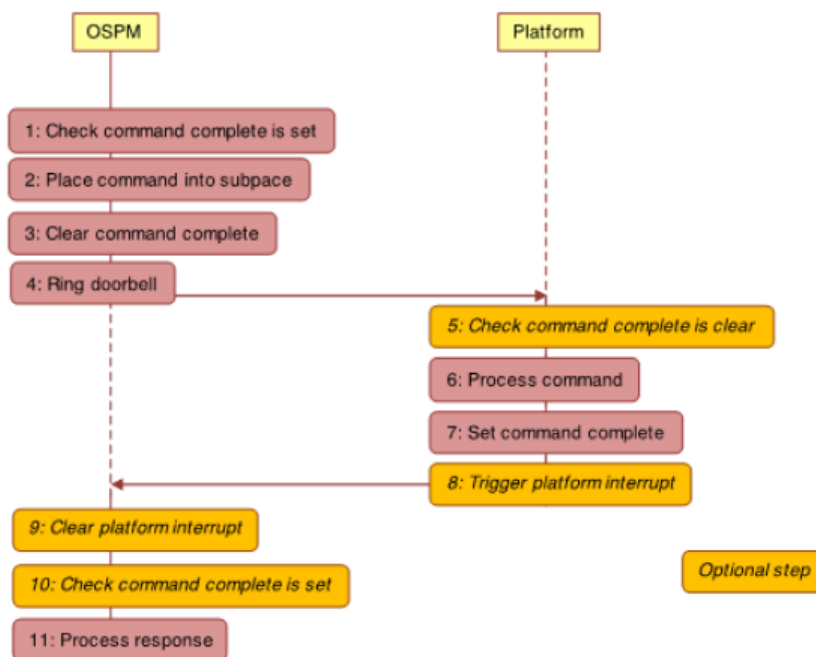 OSPM
Platform
1: Check command complete is set
2: Place command into subpace
3: Clear command complete
4: Ring doorbell
5: Check command complete is clear
6: Process command
7: Set command complete
8: Trigger platform interrupt
9: Clear platform interrupt
10: Check command complete is set
Optional step
11: Process response